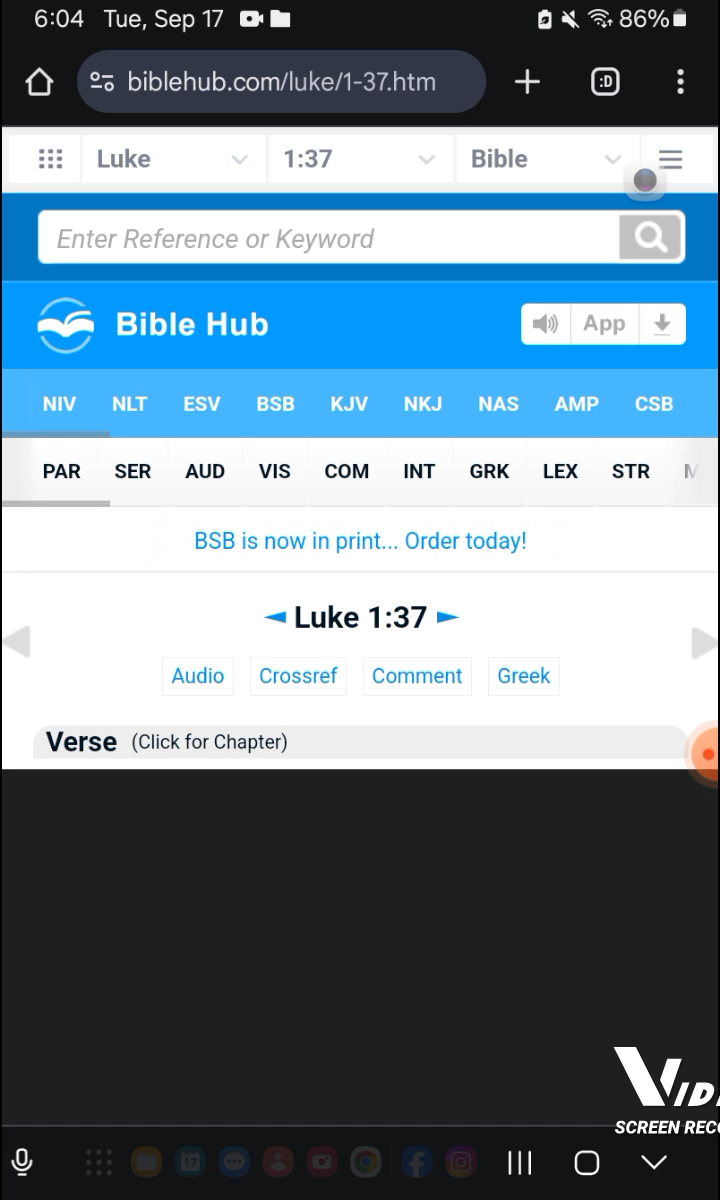 6:04 Tue, Sep 17 86%
biblehub.com/luke/1-37.htm :D
Luke 1:37 Bible
Enter Reference or Keyword
Bible Hub App
NIV NLT ESV BSB KJV NKJ NAS AMP CSB
PAR SER AUD VIS COM INT GRK LEX STR
BSB is now in print... Order today!
◄ Luke 1:37 ►
Audio Crossref Comment Greek
Verse (Click for Chapter)
17
VID
SCREEN REC